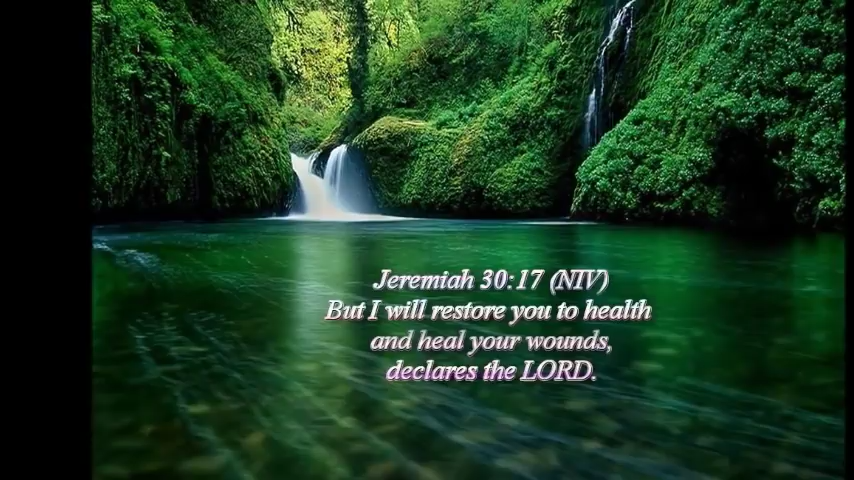 Jeremiah 30:17 (NIV)
But I will restore you to health
and heal your wounds,
declares the LORD.